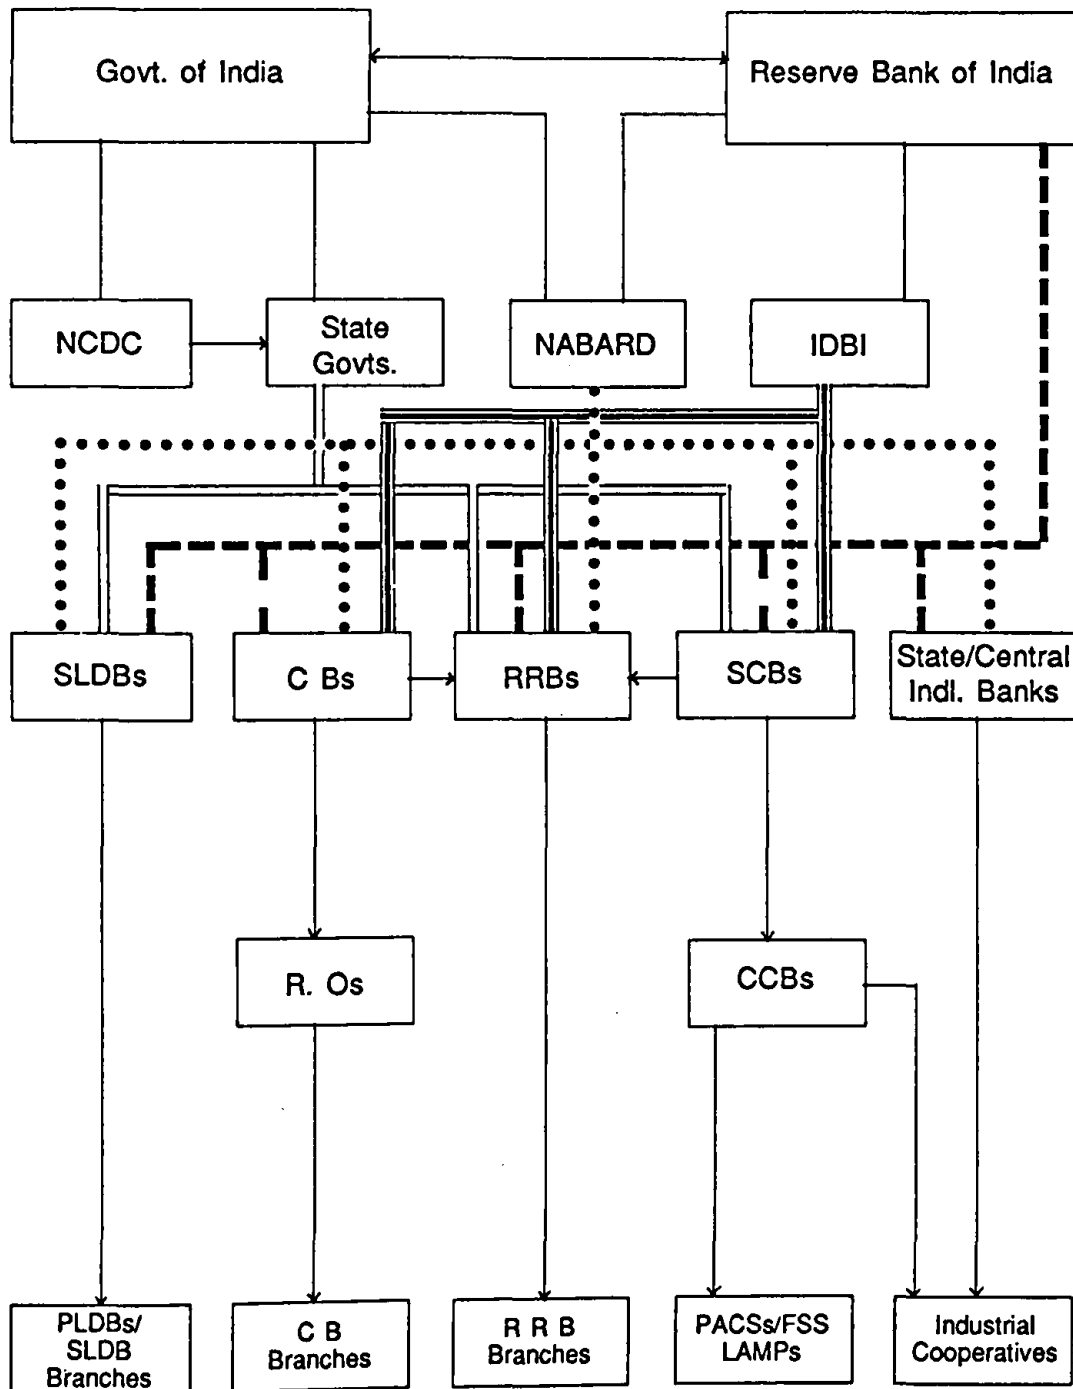 Govt. of India
Reserve Bank of India
NCDC
State
Govts.
NABARD
IDBI
SLDBs
C Bs
RRBs
SCBs
State/Central
Indl. Banks
R. Os
CCBs
PLDBs/
SLDB
Branches
C B
Branches
R R B
Branches
PACSs/FSS
LAMPs
Industrial
Cooperatives